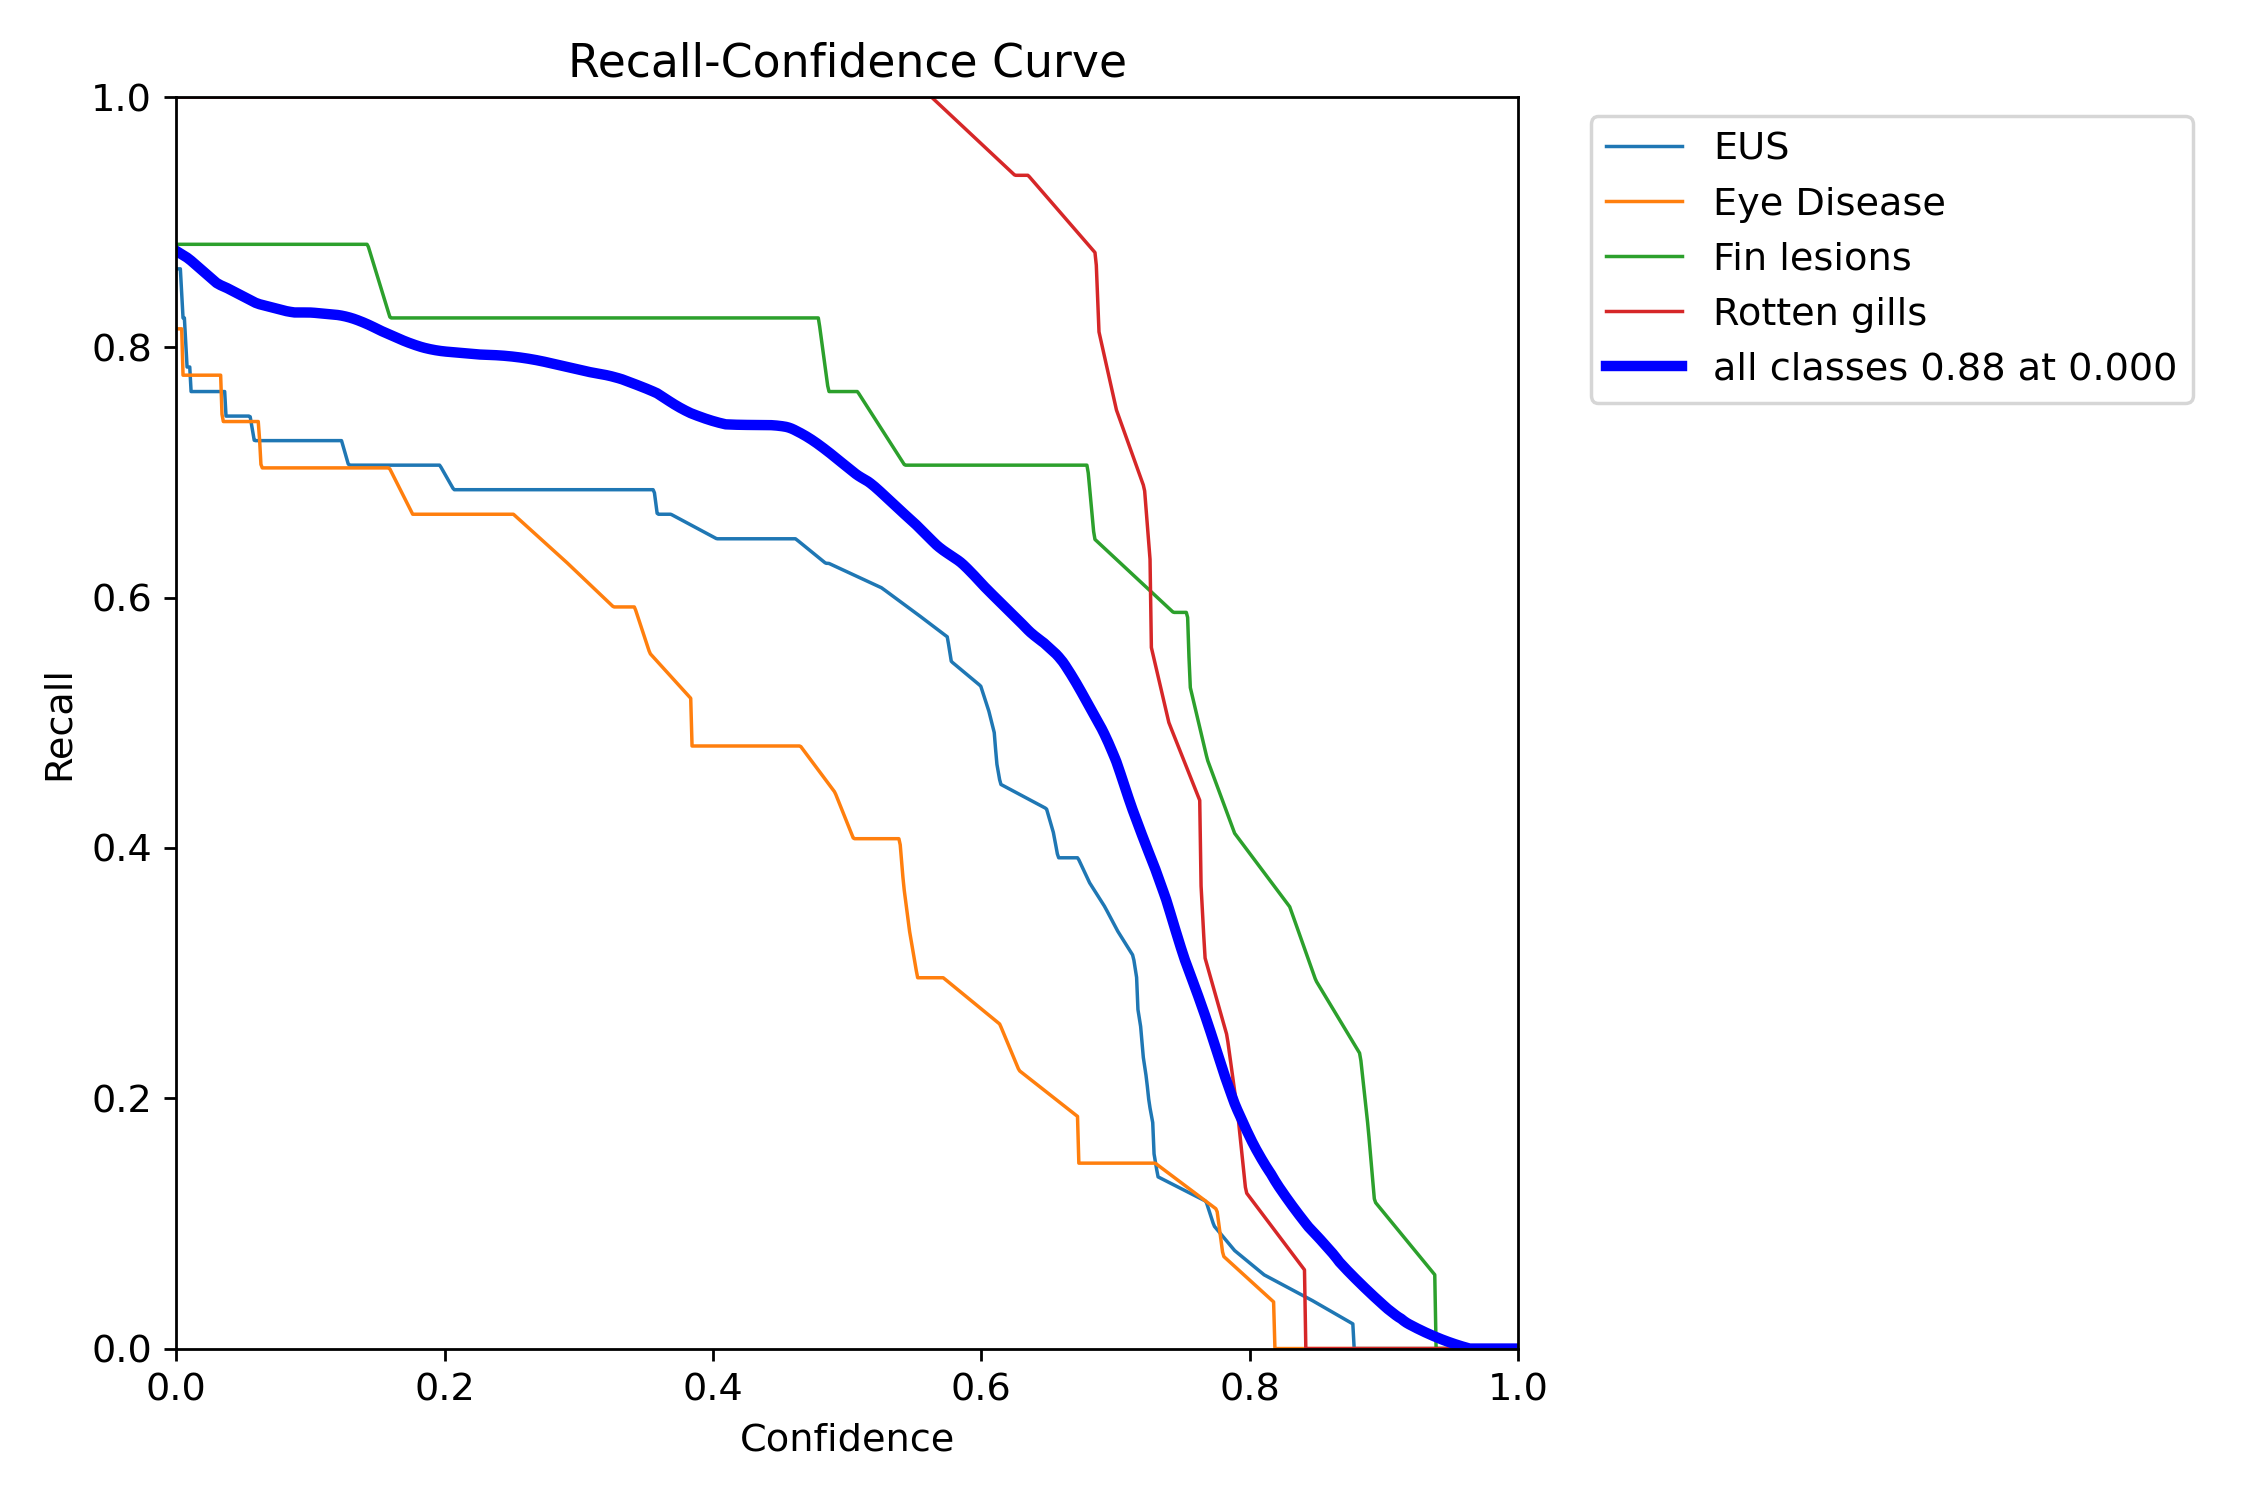 Recall-Confidence Curve
1.0
0.8
0.6
0.4
0.2
0.0
Recall
0.0 0.2 0.4 0.6 0.8 1.0
Confidence
EUS
Eye Disease
Fin lesions
Rotten gills
all classes 0.88 at 0.000